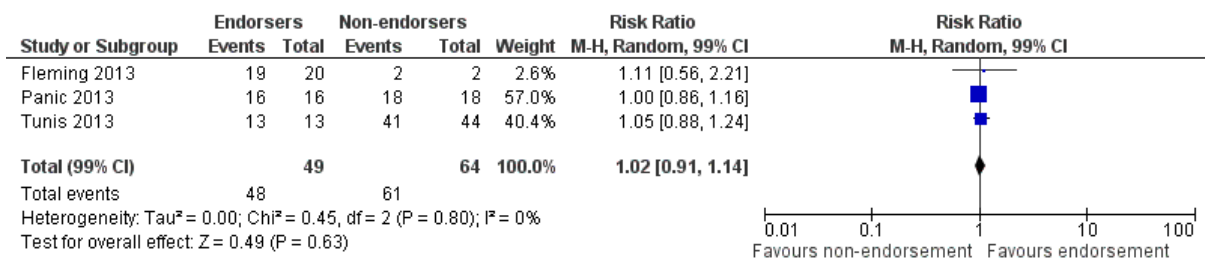 Endorsers Non-endorsers Risk Ratio Risk Ratio
Study or Subgroup Events Total Events Total Weight M-H, Random, 99% CI M-H, Random, 99% CI
Fleming 2013 19 20 2 2 2.6% 1.11 [0.56, 2.21]
Panic 2013 16 16 18 18 57.0% 1.00 [0.86, 1.16]
Tunis 2013 13 13 41 44 40.4% 1.05 [0.88, 1.24]
Total (99% CI) 49 64 100.0% 1.02 [0.91, 1.14]
Total events 48 61
Heterogeneity: Tau² = 0.00; Chi² = 0.45, df = 2 (P = 0.80); I² = 0%
Test for overall effect: Z = 0.49 (P = 0.63)
0.01 0.1 1 10 100
Favours non-endorsement Favours endorsement